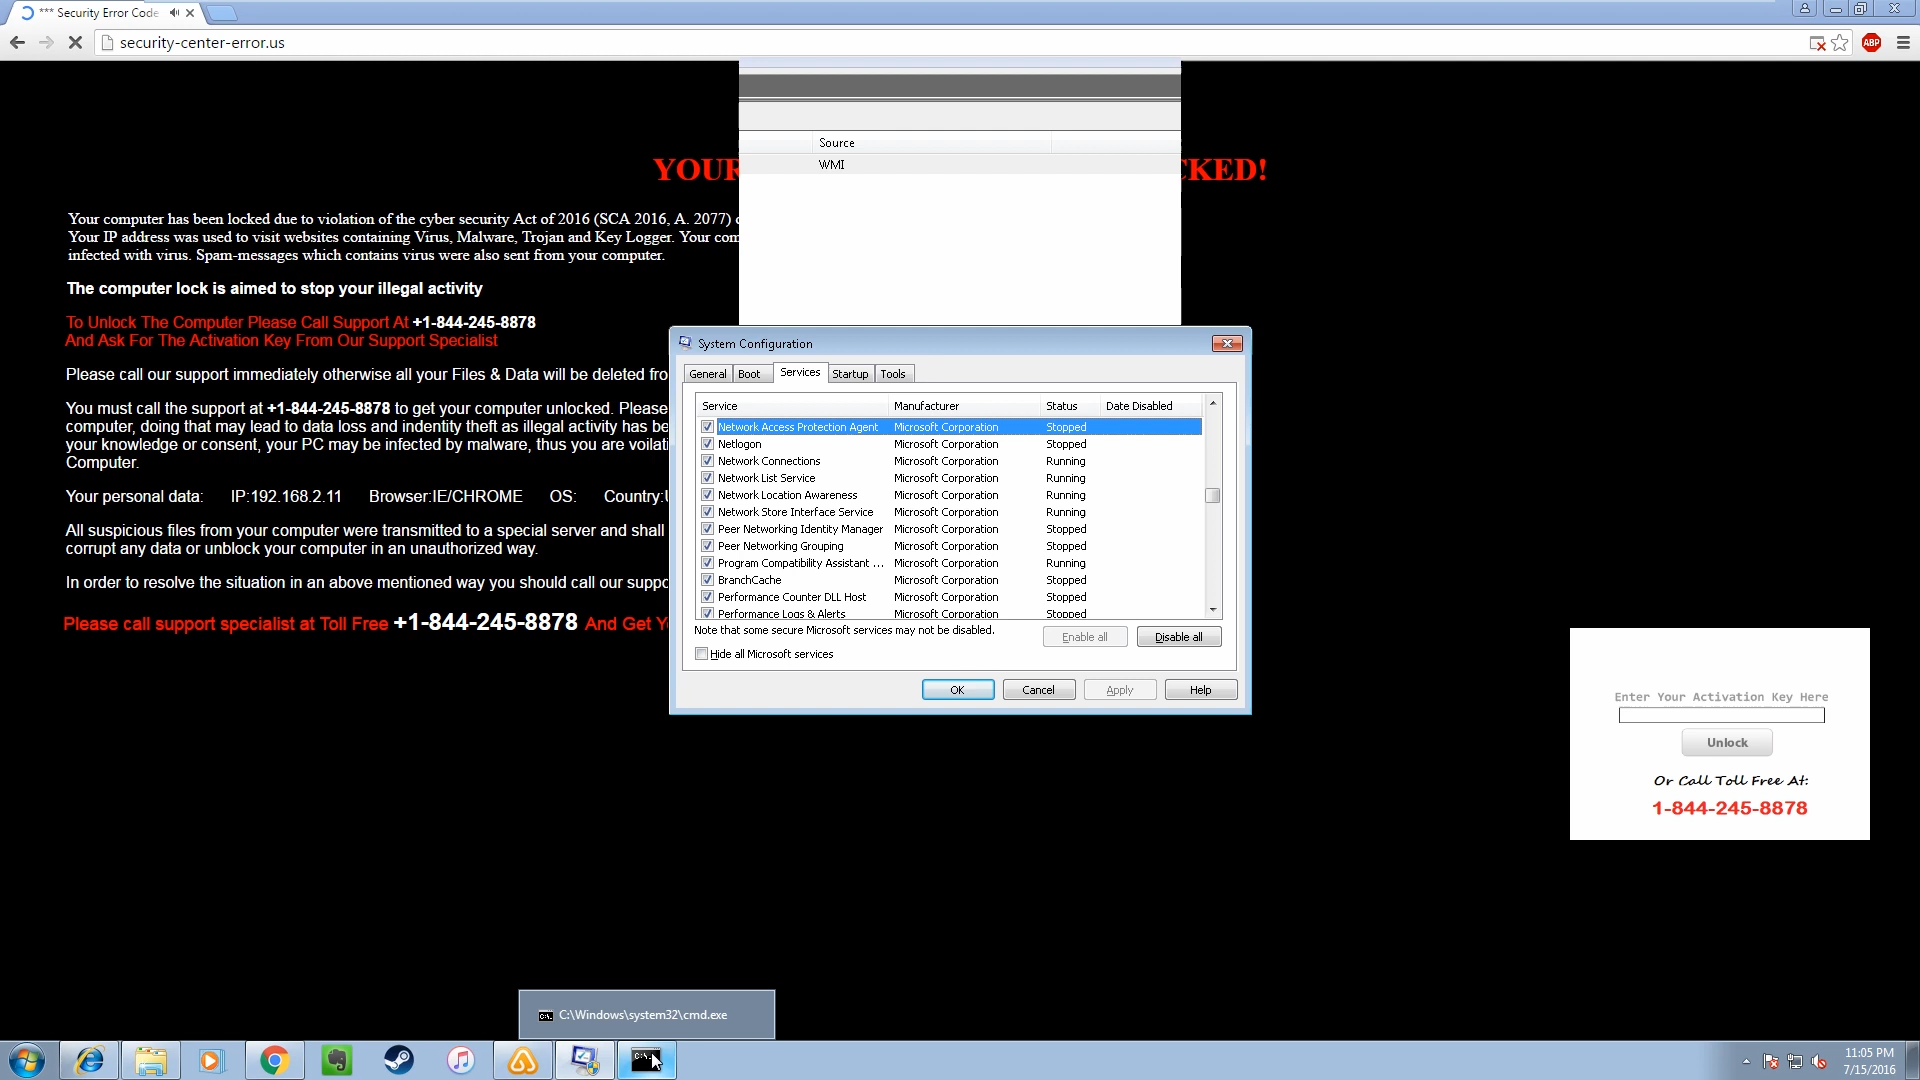 *** Security Error Code
security-center-error.us
ABP
Source
WMI
YOUR
CKED!
Your computer has been locked due to violation of the cyber security Act of 2016 (SCA 2016, A. 2077)
Your IP address was used to visit websites containing Virus, Malware, Trojan and Key Logger. Your com
infected with virus. Spam-messages which contains virus were also sent from your computer.
The computer lock is aimed to stop your illegal activity
To Unlock The Computer Please Call Support At +1-844-245-8878
And Ask For The Activation Key From Our Support Specialist
Please call our support immediately otherwise all your Files & Data will be deleted fro
You must call the support at +1-844-245-8878 to get your computer unlocked. Please
computer, doing that may lead to data loss and indentity theft as illegal activity has be
your knowledge or consent, your PC may be infected by malware, thus you are voilati
Computer.
Your personal data: IP:192.168.2.11 Browser:IE/CHROME OS: Country:
All suspicious files from your computer were transmitted to a special server and shall
corrupt any data or unblock your computer in an unauthorized way.
In order to resolve the situation in an above mentioned way you should call our suppo
Please call support specialist at Toll Free +1-844-245-8878 And Get Y
System Configuration
General Boot Services Startup Tools
Service Manufacturer Status Date Disabled
Network Access Protection Agent Microsoft Corporation Stopped
Netlogon Microsoft Corporation Stopped
Network Connections Microsoft Corporation Running
Network List Service Microsoft Corporation Running
Network Location Awareness Microsoft Corporation Running
Network Store Interface Service Microsoft Corporation Running
Peer Networking Identity Manager Microsoft Corporation Stopped
Peer Networking Grouping Microsoft Corporation Stopped
Program Compatibility Assistant ... Microsoft Corporation Running
BranchCache Microsoft Corporation Stopped
Performance Counter DLL Host Microsoft Corporation Stopped
Performance Logs & Alerts Microsoft Corporation Stopped
Note that some secure Microsoft services may not be disabled.
Enable all Disable all
Hide all Microsoft services
OK Cancel Apply Help
Enter Your Activation Key Here
Unlock
Or Call Toll Free At:
1-844-245-8878
C:\Windows\system32\cmd.exe
11:05 PM
7/15/2016